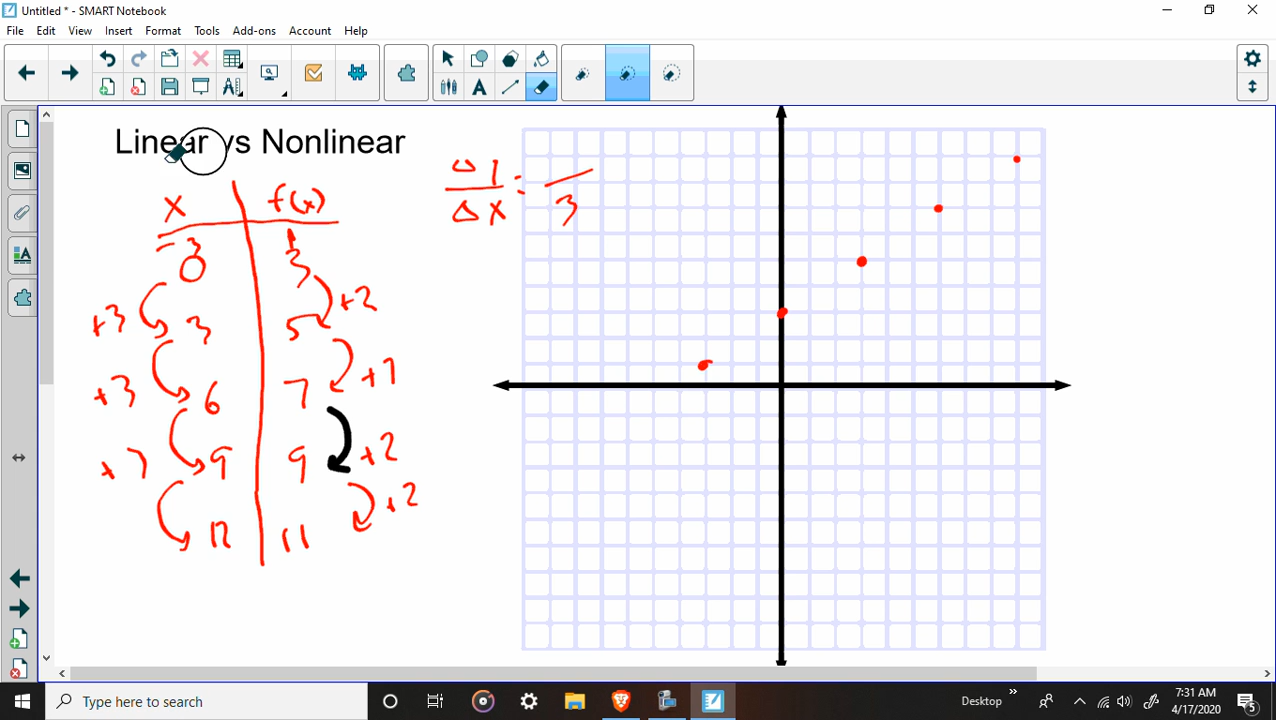 Untitled * - SMART Notebook
File Edit View Insert Format Tools Add-ons Account Help
Linear vs Nonlinear
x f(x)
-3 1
0 3
+3 +2
3 5
+3 +2
6 7
+3 +2
9 9
+2
12 11
Δy/Δx = /3
Type here to search
Desktop
»
7:31 AM
4/17/2020
5